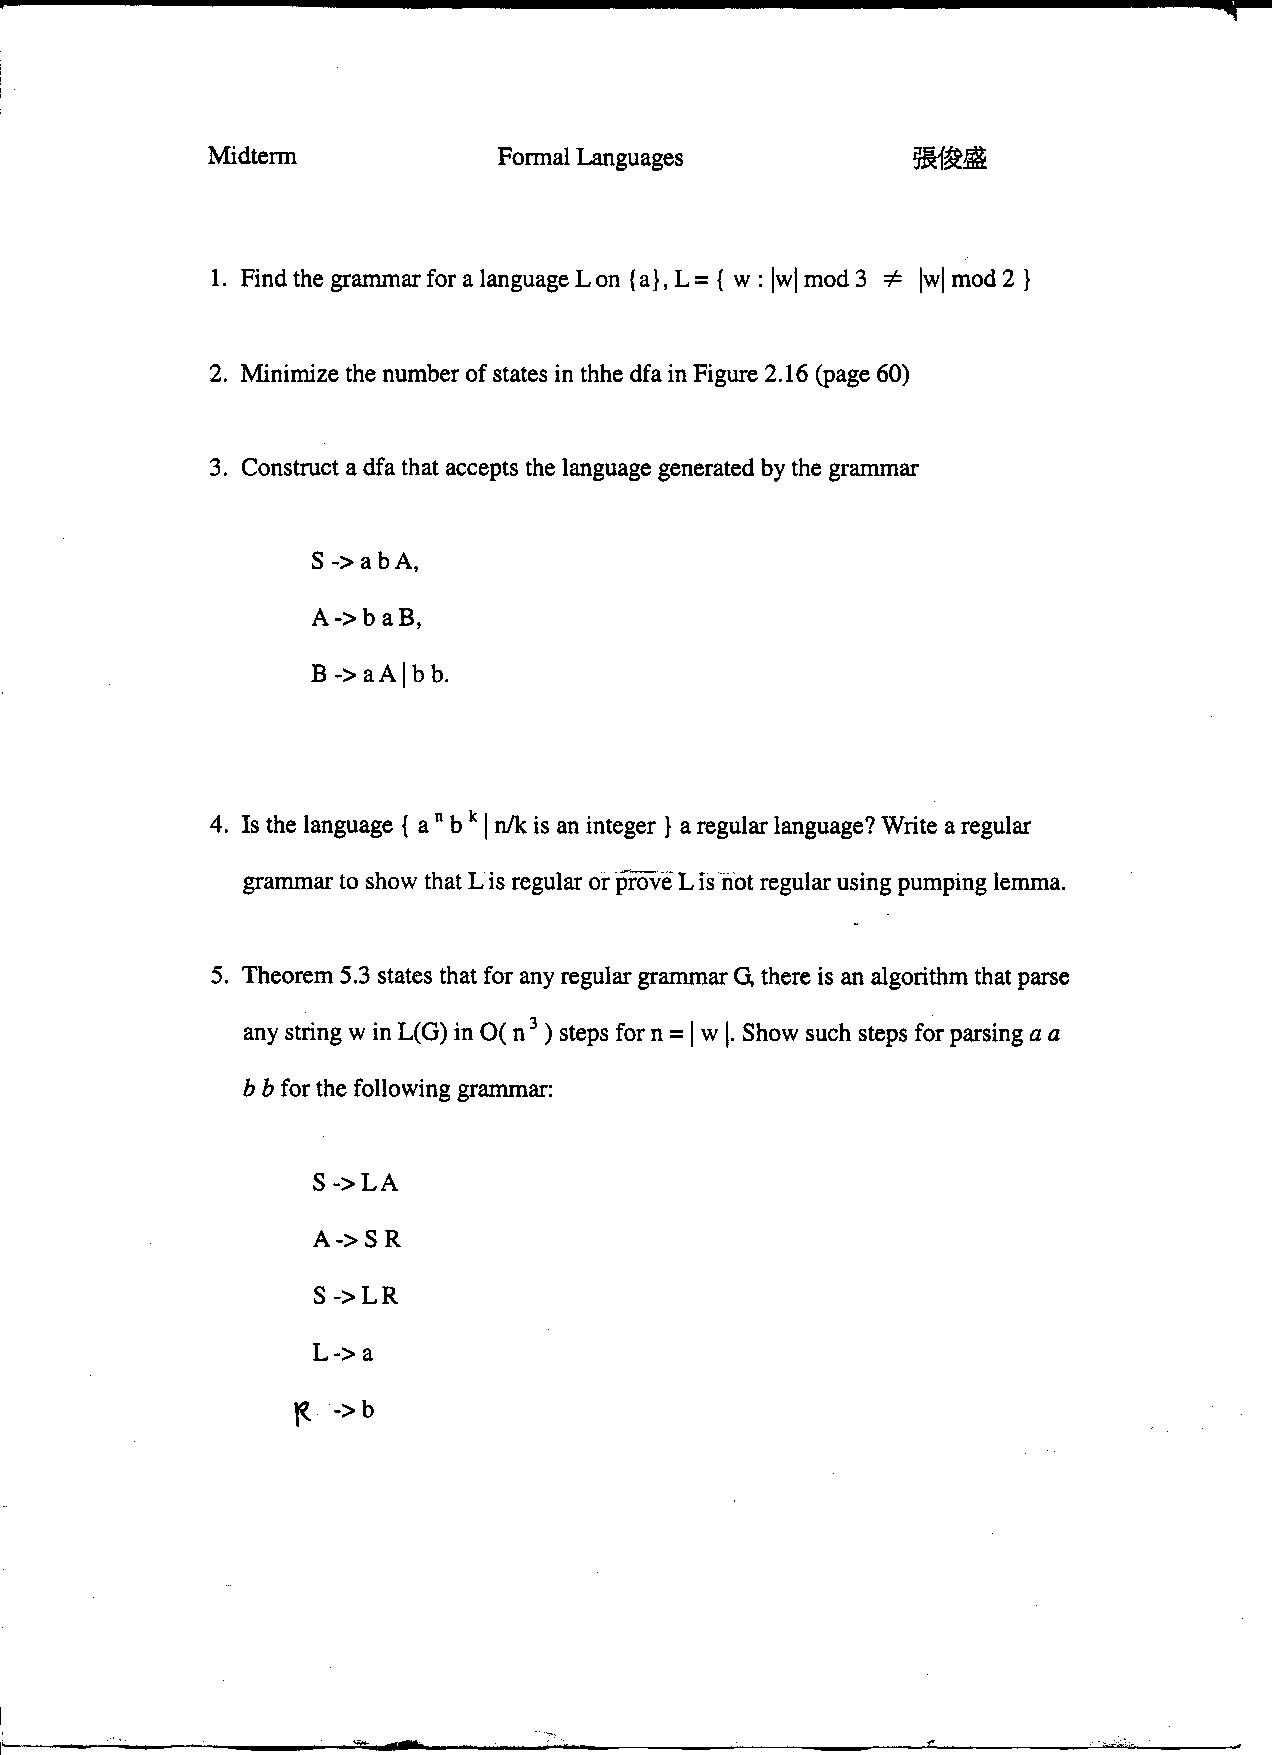 Midterm Formal Languages 張俊盛
1. Find the grammar for a language L on {a}, L = { w : |w| mod 3 ≠ |w| mod 2 }
2. Minimize the number of states in thhe dfa in Figure 2.16 (page 60)
3. Construct a dfa that accepts the language generated by the grammar
S -> a b A,
A -> b a B,
B -> a A | b b.
4. Is the language { a n b k | n/k is an integer } a regular language? Write a regular
grammar to show that L is regular or prove L is not regular using pumping lemma.
5. Theorem 5.3 states that for any regular grammar G, there is an algorithm that parse
any string w in L(G) in O( n 3 ) steps for n = | w |. Show such steps for parsing a a
b b for the following grammar:
S -> L A
A -> S R
S -> L R
L -> a
R -> b